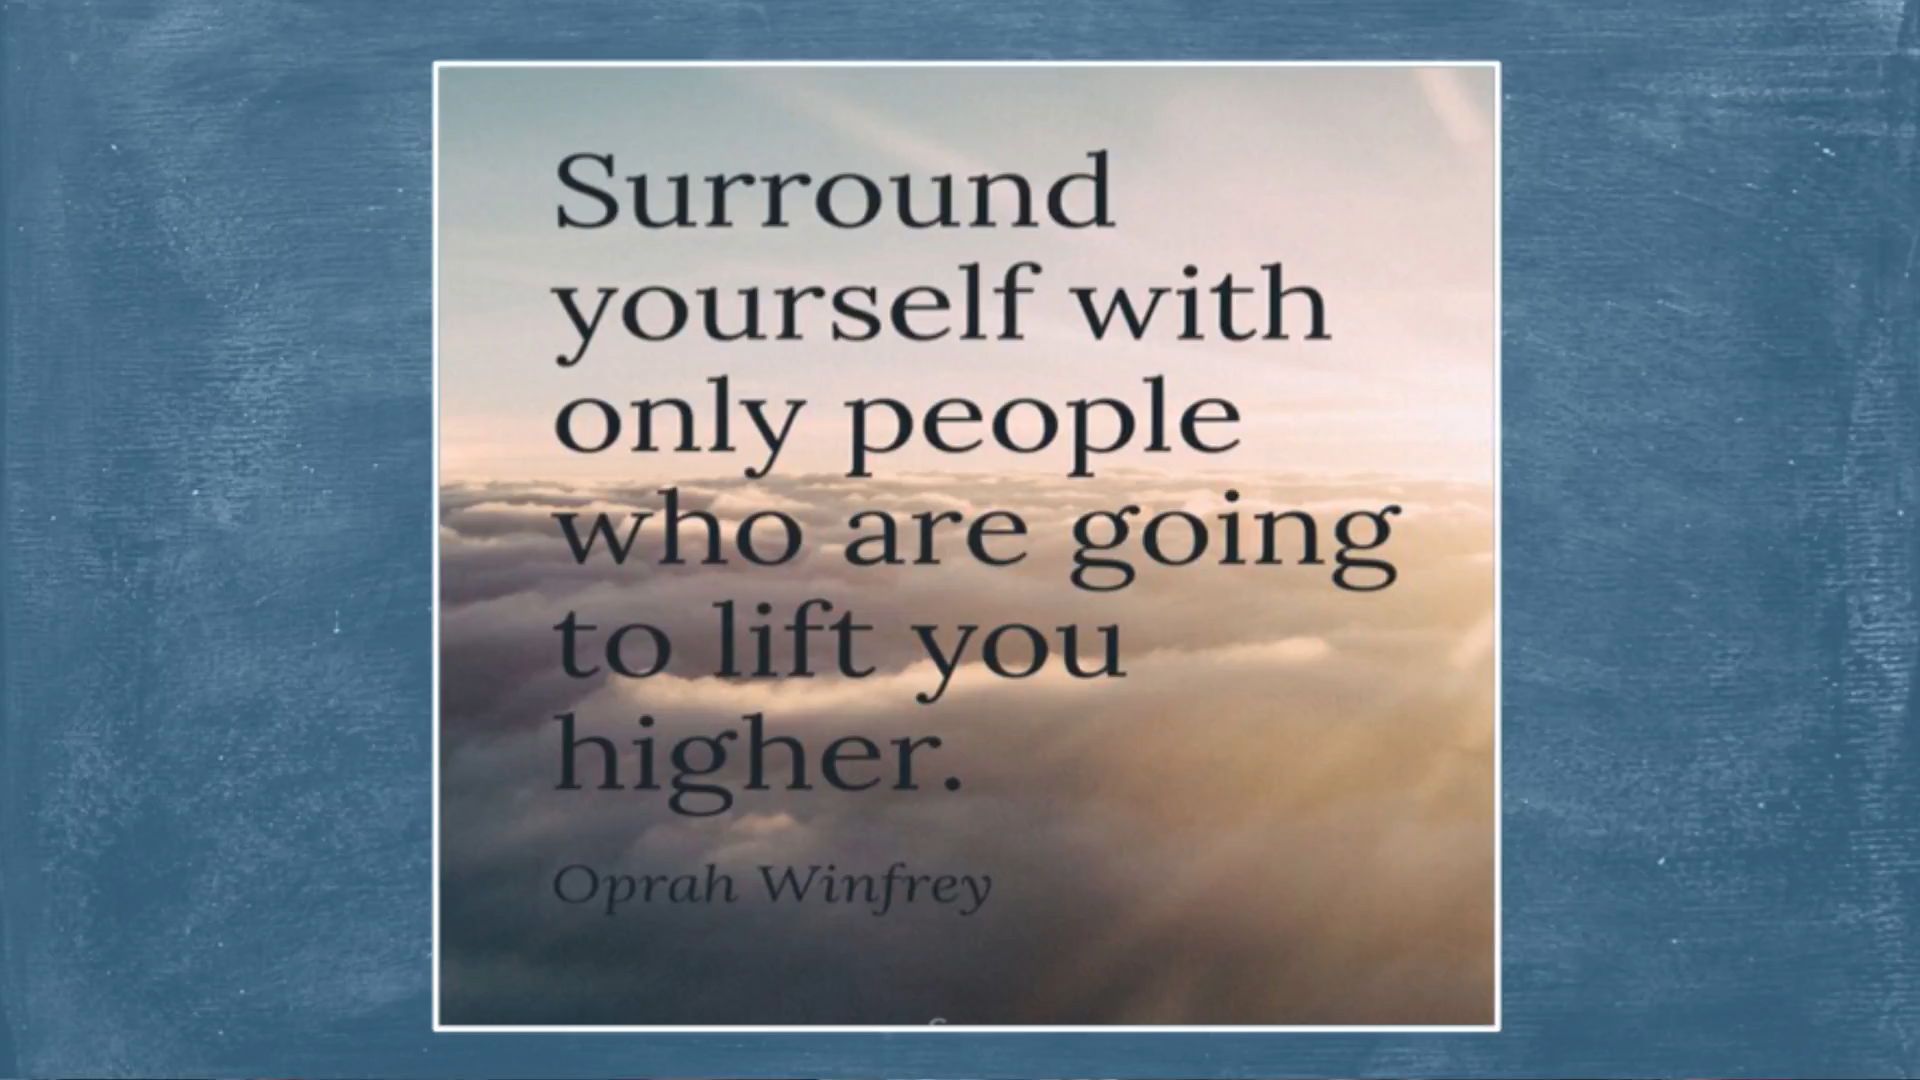 Surround
yourself with
only people
who are going
to lift you
higher.
Oprah Winfrey